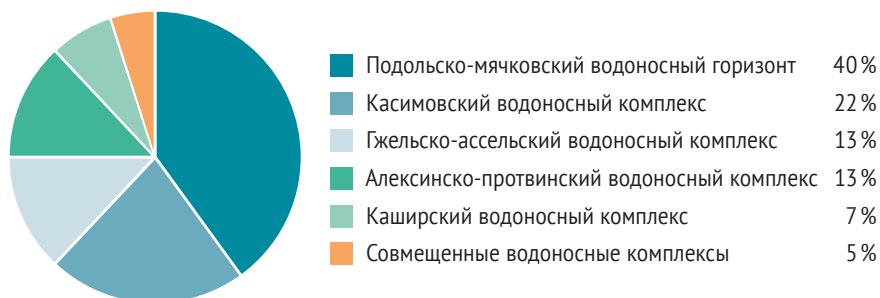 Подольско-мячковский водоносный горизонт 40 %
Касимовский водоносный комплекс 22 %
Гжельско-ассельский водоносный комплекс 13 %
Алексинско-протвинский водоносный комплекс 13 %
Каширский водоносный комплекс 7 %
Совмещенные водоносные комплексы 5 %